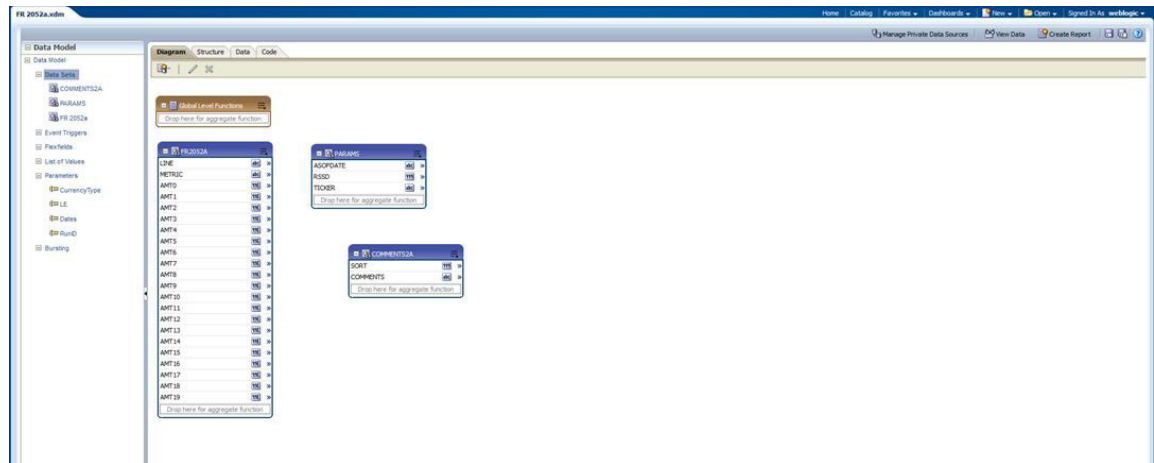 FR 2052a.xdm
Home Catalog Favorites Dashboards New Open Signed In As weblogic
Manage Private Data Sources View Data Create Report
Data Model
Diagram Structure Data Code
Data Model
Data Sets
COMMENTS2A
PARAMS
FR 2052a
Event Triggers
Flexfields
List of Values
Parameters
CurrencyType
LE
Dates
RunID
Bursting
Global Level Functions
Drop here for aggregate function
FR2052A
LINE
METRIC
AMT0
AMT1
AMT2
AMT3
AMT4
AMT5
AMT6
AMT7
AMT8
AMT9
AMT10
AMT11
AMT12
AMT13
AMT14
AMT15
AMT16
AMT17
AMT18
AMT19
Drop here for aggregate function
PARAMS
ASOFDATE
RSSD
TICKER
Drop here for aggregate function
COMMENTS2A
SORT
COMMENTS
Drop here for aggregate function